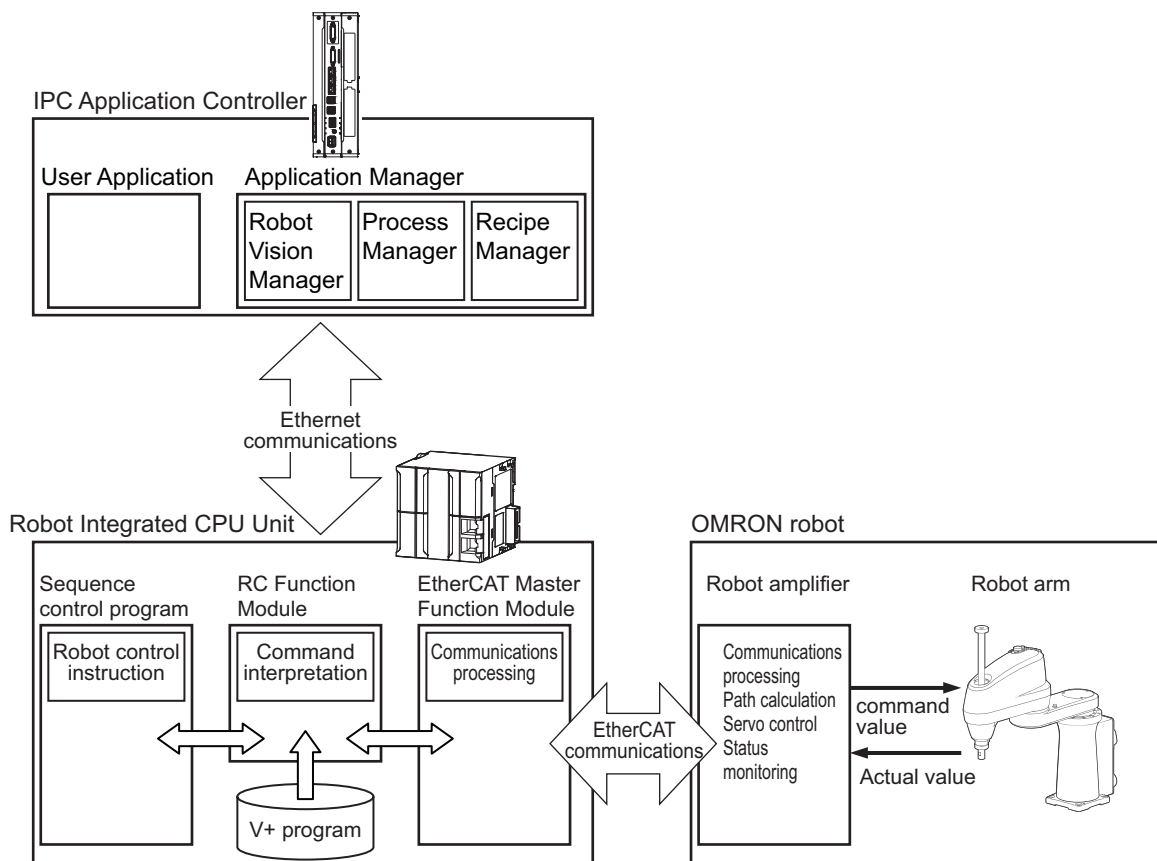 IPC Application Controller
User Application
Application Manager
Robot
Vision
Manager
Process
Manager
Recipe
Manager
Ethernet
communications
Robot Integrated CPU Unit
Sequence
control program
Robot control
instruction
RC Function
Module
Command
interpretation
V+ program
EtherCAT Master
Function Module
Communications
processing
EtherCAT
communications
OMRON robot
Robot amplifier
Communications
processing
Path calculation
Servo control
Status
monitoring
command
value
Actual value
Robot arm